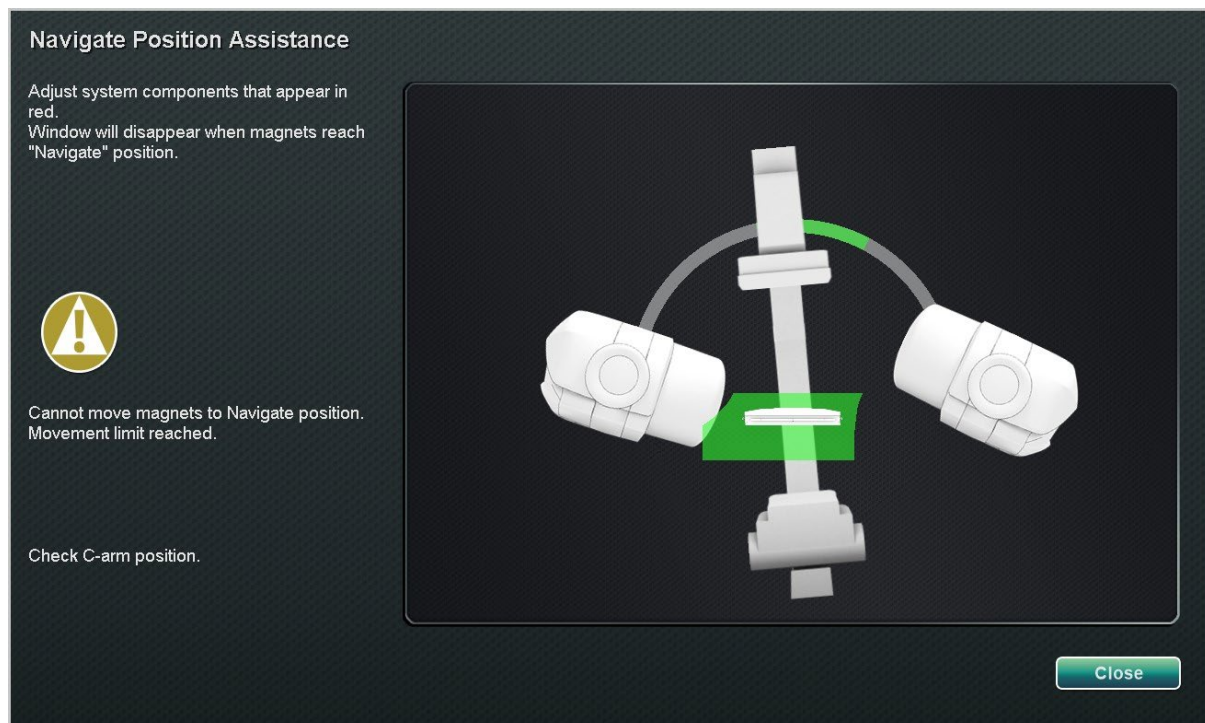 Navigate Position Assistance
Adjust system components that appear in
red.
Window will disappear when magnets reach
"Navigate" position.
Cannot move magnets to Navigate position.
Movement limit reached.
Check C-arm position.
Close